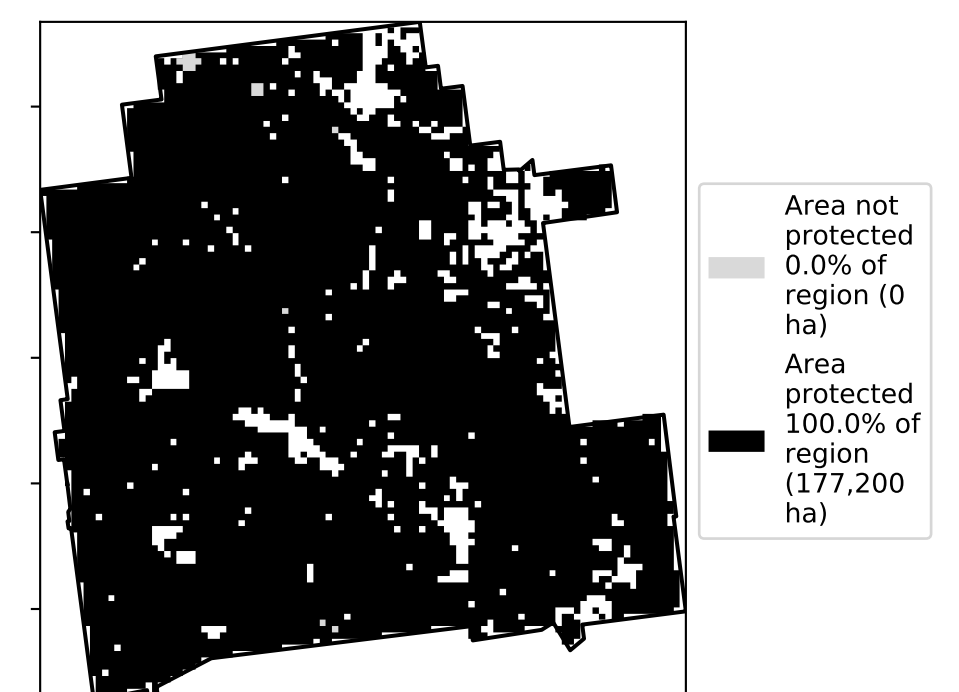 Area not
protected
0.0% of
region (0
ha)
Area
protected
100.0% of
region
(177,200
ha)